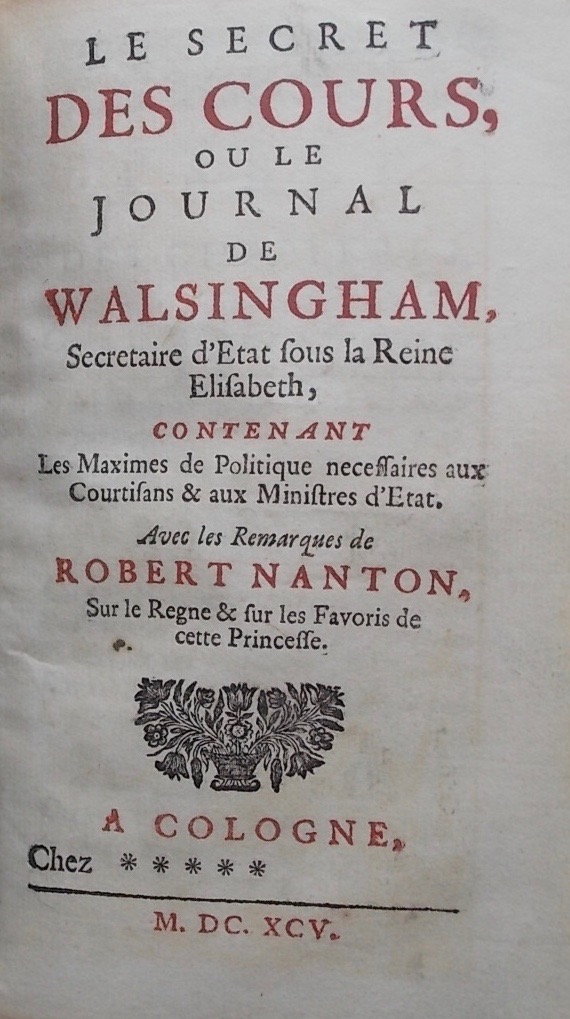 LE SECRET
DES COURS,
OU LE
JOURNAL
DE
WALSINGHAM,
Secretaire d'Etat ſous la Reine
Eliſabeth,
CONTENANT
Les Maximes de Politique neceſſaires aux
Courtiſans & aux Miniſtres d'Etat.
Avec les Remarques de
ROBERT NANTON,
Sur le Regne & ſur les Favoris de
cette Princeſſe.
A COLOGNE,
Chez * * * * *
M. DC. XCV.